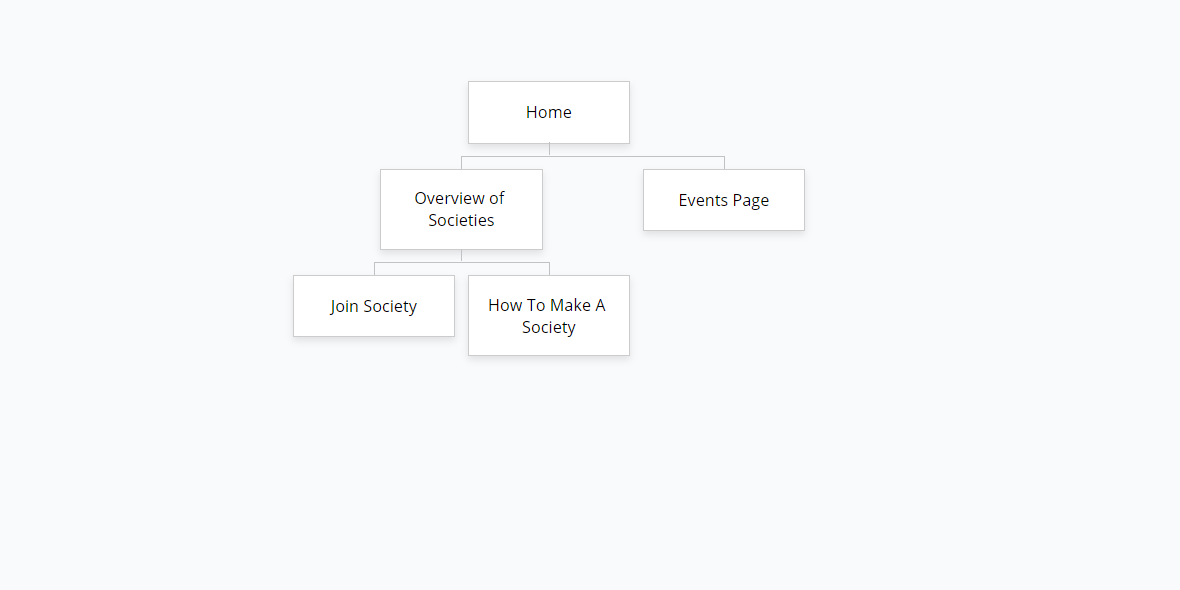 Home
Overview of
Societies
Events Page
Join Society
How To Make A
Society